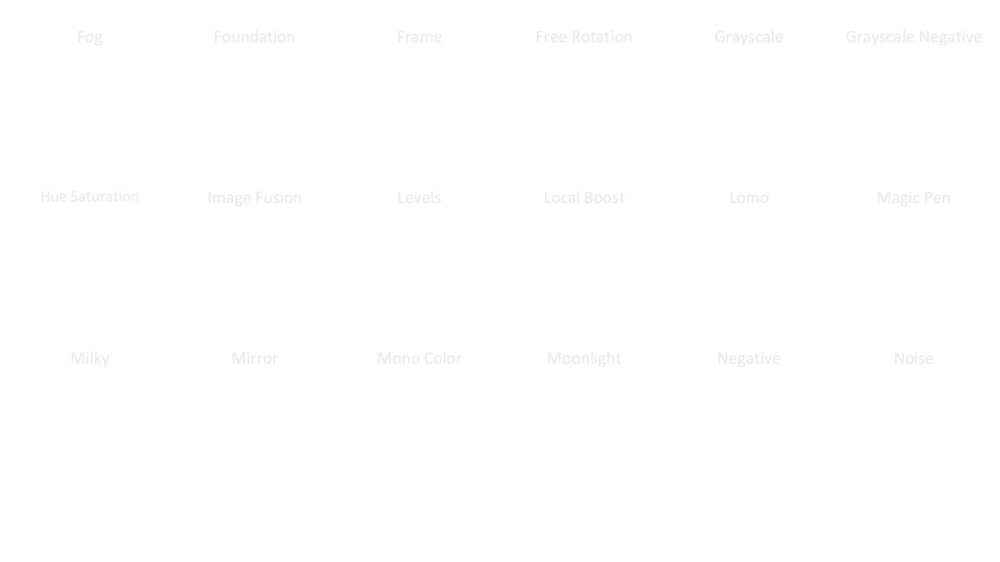 Fog
Foundation
Frame
Free Rotation
Grayscale
Grayscale Negative
Hue Saturation
Image Fusion
Levels
Local Boost
Lomo
Magic Pen
Milky
Mirror
Mono Color
Moonlight
Negative
Noise